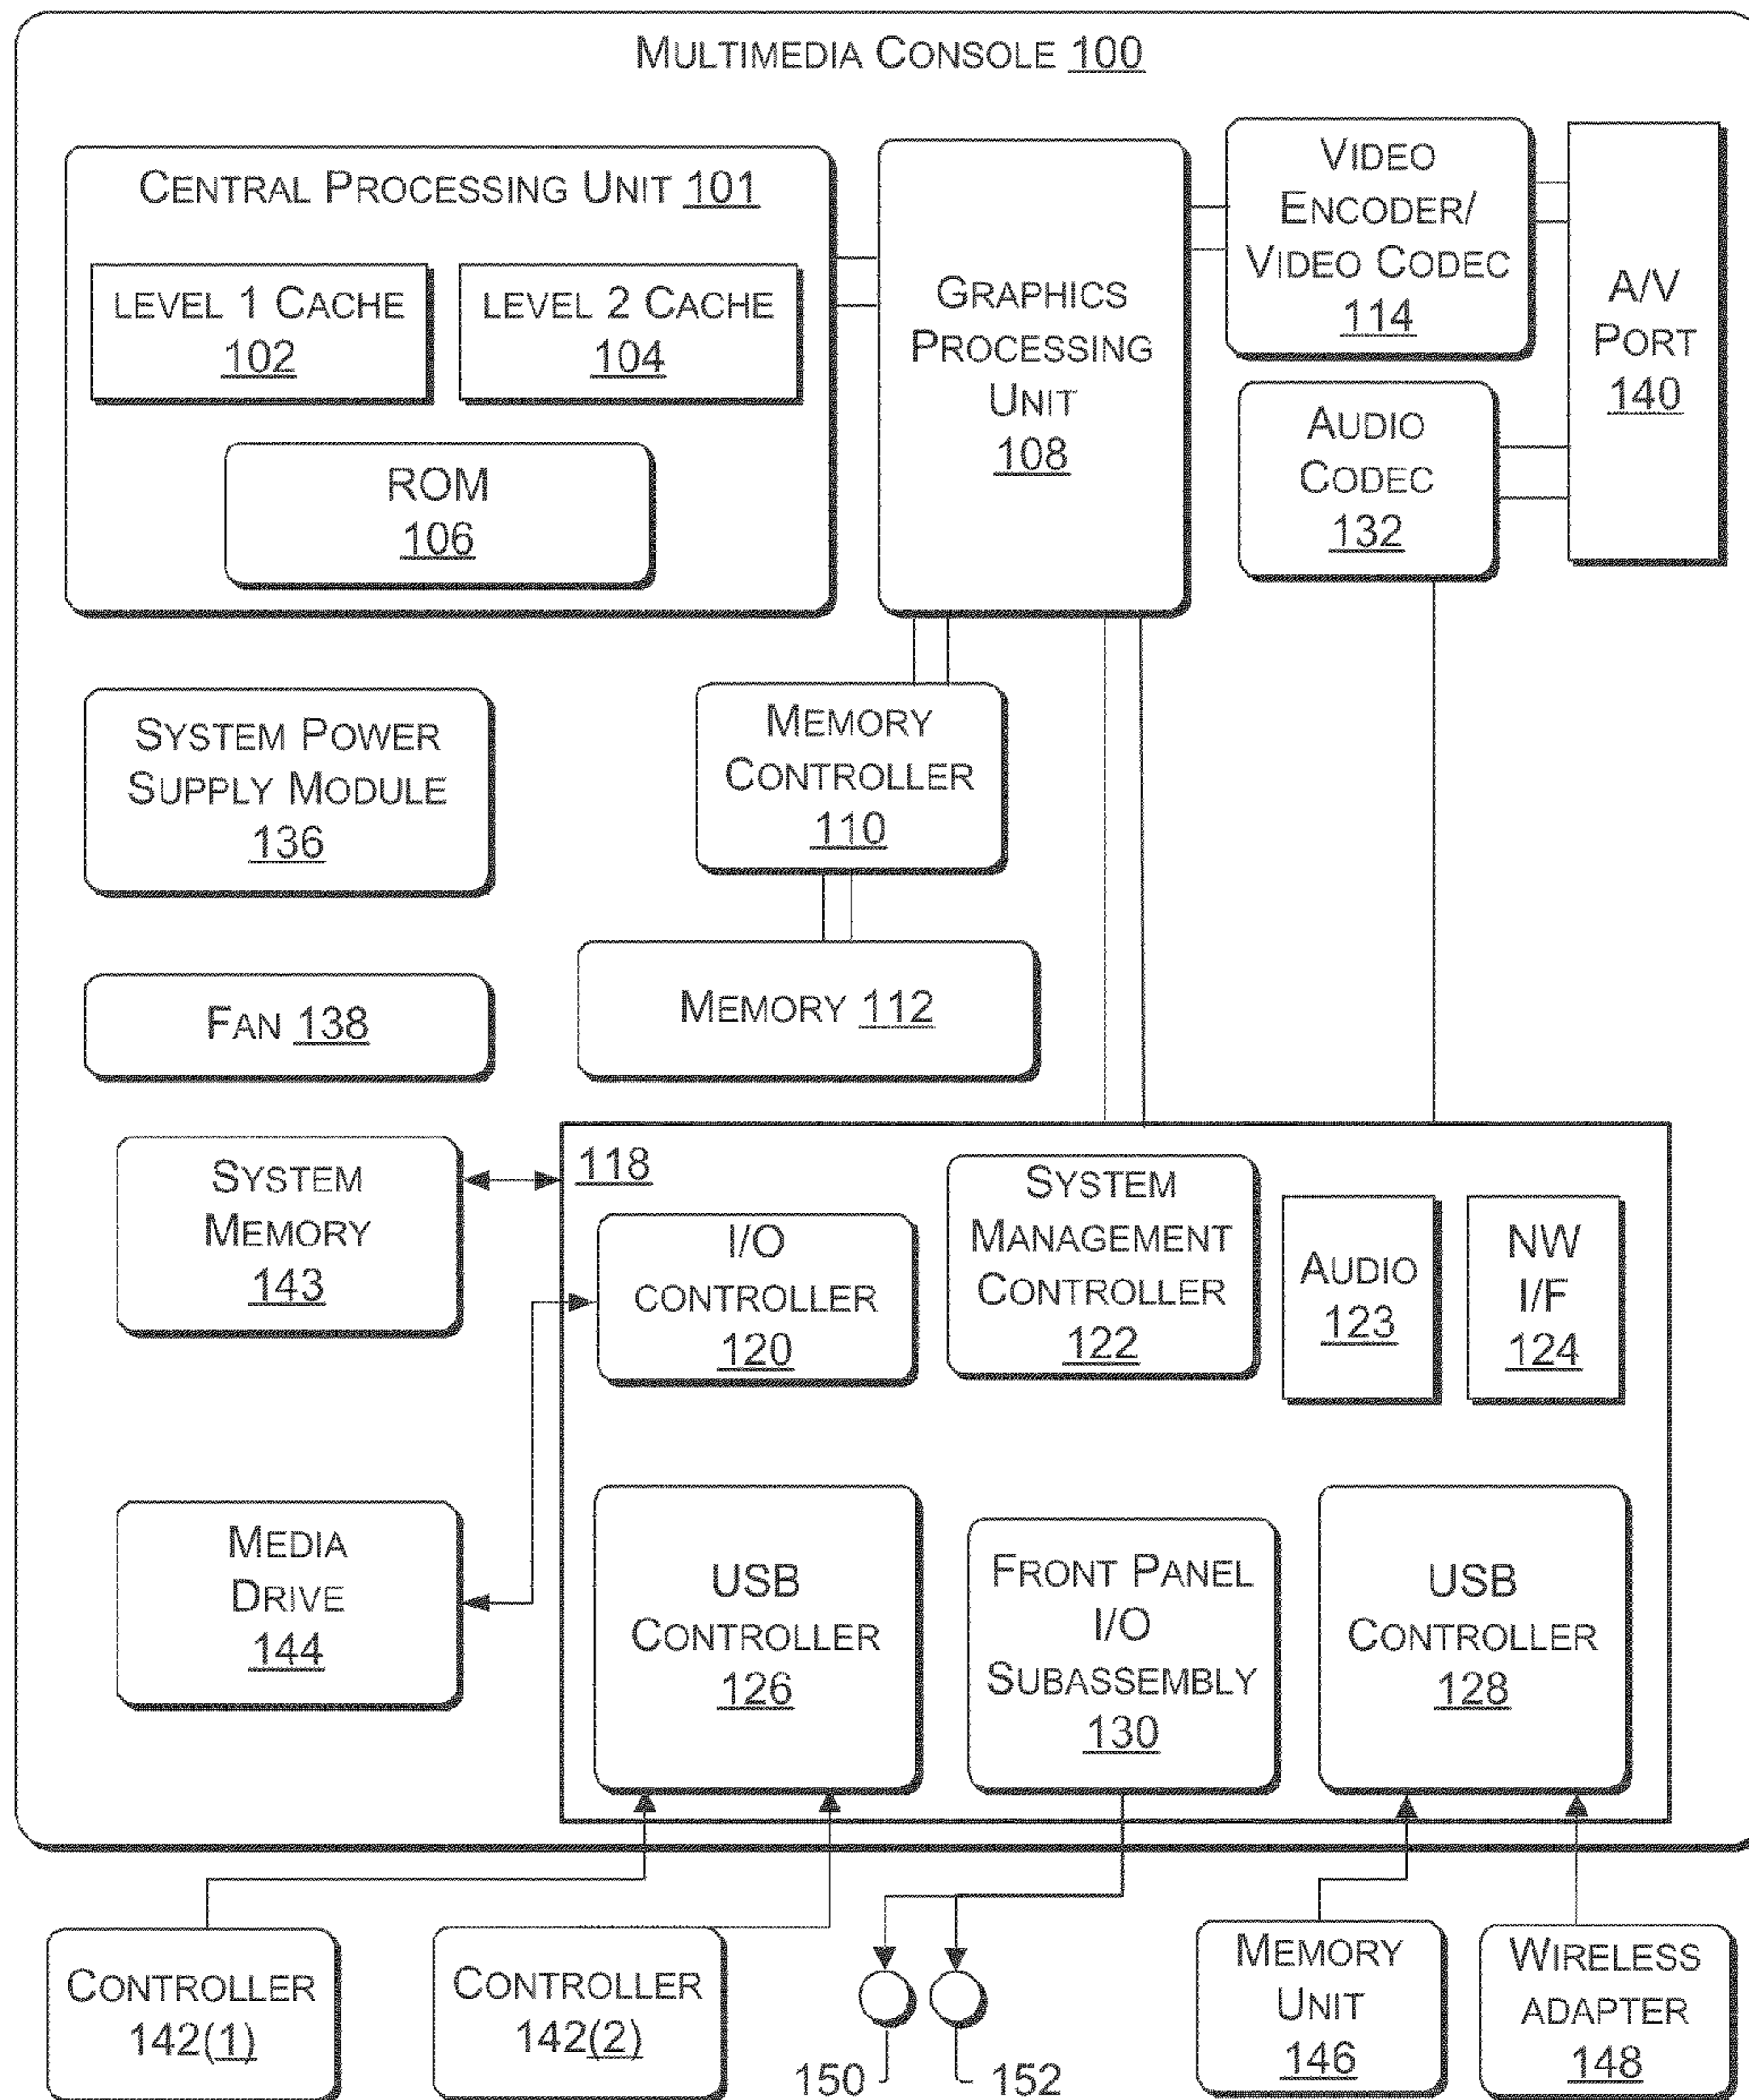 MULTIMEDIA CONSOLE 100
CENTRAL PROCESSING UNIT 101
LEVEL 1 CACHE
102
LEVEL 2 CACHE
104
ROM
106
GRAPHICS
PROCESSING
UNIT
108
VIDEO
ENCODER/
VIDEO CODEC
114
AUDIO
CODEC
132
A/V
PORT
140
SYSTEM POWER
SUPPLY MODULE
136
MEMORY
CONTROLLER
110
FAN 138
MEMORY 112
SYSTEM
MEMORY
143
118
I/O
CONTROLLER
120
SYSTEM
MANAGEMENT
CONTROLLER
122
AUDIO
123
NW
I/F
124
MEDIA
DRIVE
144
USB
CONTROLLER
126
FRONT PANEL
I/O
SUBASSEMBLY
130
USB
CONTROLLER
128
CONTROLLER
142(1)
CONTROLLER
142(2)
150
152
MEMORY
UNIT
146
WIRELESS
ADAPTER
148